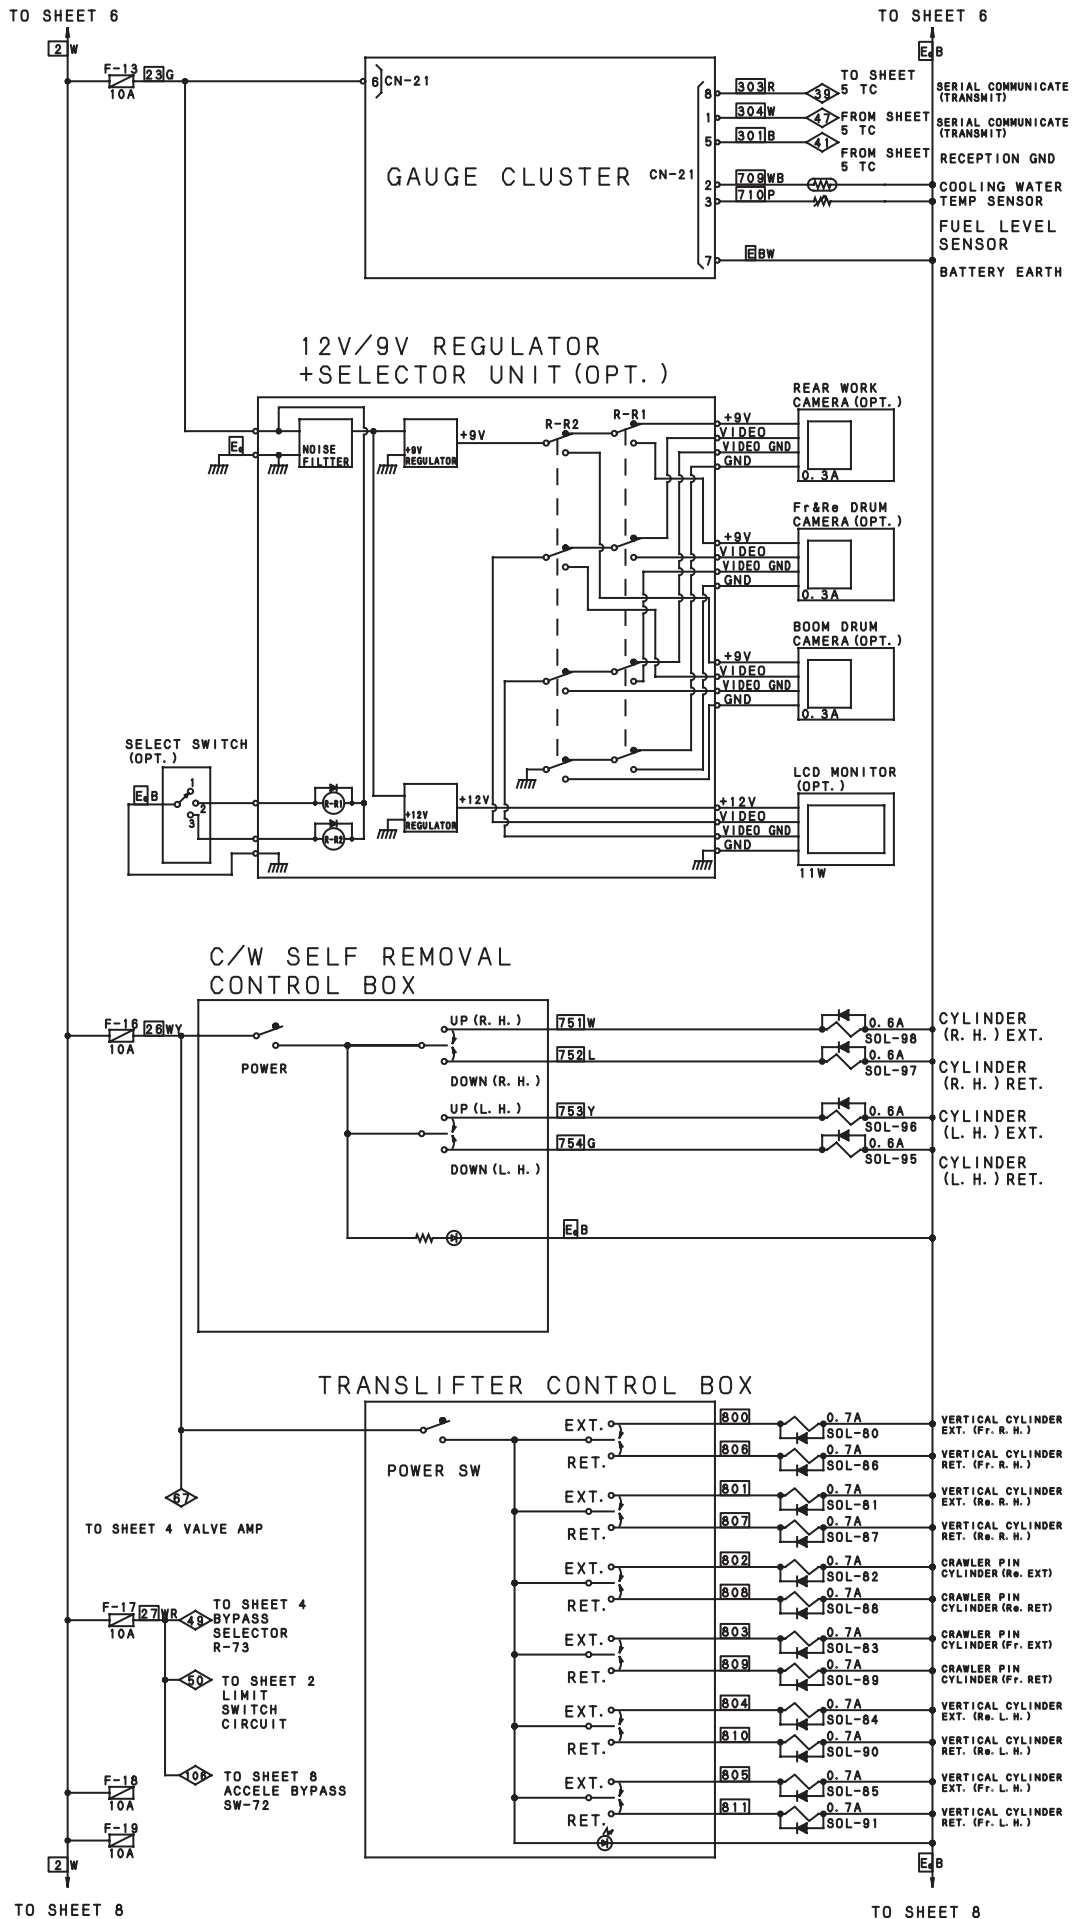 TO SHEET 6
TO SHEET 6
2 W
E B
F-13
23 G
10A
6 CN-21
GAUGE CLUSTER
CN-21
8
303 R
39
TO SHEET
5 TC
SERIAL COMMUNICATE
(TRANSMIT)
1
304 W
47
FROM SHEET
5 TC
SERIAL COMMUNICATE
(TRANSMIT)
5
301 B
41
FROM SHEET
5 TC
RECEPTION GND
2
709 WB
COOLING WATER
TEMP SENSOR
3
710 P
FUEL LEVEL
SENSOR
7
E BW
BATTERY EARTH
12V/9V REGULATOR
+SELECTOR UNIT(OPT.)
E
NOISE
FILTTER
+9V
REGULATOR
+9V
R-R2
R-R1
REAR WORK
CAMERA(OPT.)
+9V
VIDEO
VIDEO GND
GND
0.3A
Fr&Re DRUM
CAMERA(OPT.)
+9V
VIDEO
VIDEO GND
GND
0.3A
BOOM DRUM
CAMERA(OPT.)
+9V
VIDEO
VIDEO GND
GND
0.3A
SELECT SWITCH
(OPT.)
E B
1
2
3
R-R1
R-R2
+12V
REGULATOR
+12V
LCD MONITOR
(OPT.)
+12V
VIDEO
VIDEO GND
GND
11W
C/W SELF REMOVAL
CONTROL BOX
F-16
26 WY
10A
POWER
UP(R.H.)
751 W
0.6A
SOL-98
CYLINDER
(R.H.) EXT.
DOWN(R.H.)
752 L
0.6A
SOL-97
CYLINDER
(R.H.) RET.
UP(L.H.)
753 Y
0.6A
SOL-96
CYLINDER
(L.H.) EXT.
DOWN(L.H.)
754 G
0.6A
SOL-95
CYLINDER
(L.H.) RET.
E B
TRANSLIFTER CONTROL BOX
POWER SW
67
TO SHEET 4 VALVE AMP
EXT.
800
0.7A
SOL-80
VERTICAL CYLINDER
EXT. (Fr.R.H.)
RET.
806
0.7A
SOL-86
VERTICAL CYLINDER
RET. (Fr.R.H.)
EXT.
801
0.7A
SOL-81
VERTICAL CYLINDER
EXT. (Re.R.H.)
RET.
807
0.7A
SOL-87
VERTICAL CYLINDER
RET. (Re.R.H.)
EXT.
802
0.7A
SOL-82
CRAWLER PIN
CYLINDER(Re.EXT)
RET.
808
0.7A
SOL-88
CRAWLER PIN
CYLINDER(Re.RET)
EXT.
803
0.7A
SOL-83
CRAWLER PIN
CYLINDER(Fr.EXT)
RET.
809
0.7A
SOL-89
CRAWLER PIN
CYLINDER(Fr.RET)
EXT.
804
0.7A
SOL-84
VERTICAL CYLINDER
EXT. (Re.L.H.)
RET.
810
0.7A
SOL-90
VERTICAL CYLINDER
RET. (Re.L.H.)
EXT.
805
0.7A
SOL-85
VERTICAL CYLINDER
EXT. (Fr.L.H.)
RET.
811
0.7A
SOL-91
VERTICAL CYLINDER
RET. (Fr.L.H.)
F-17
27 WR
10A
49
TO SHEET 4
BYPASS
SELECTOR
R-73
50
TO SHEET 2
LIMIT
SWITCH
CIRCUIT
106
TO SHEET 8
ACCELE BYPASS
SW-72
F-18
10A
F-19
10A
2 W
E B
TO SHEET 8
TO SHEET 8